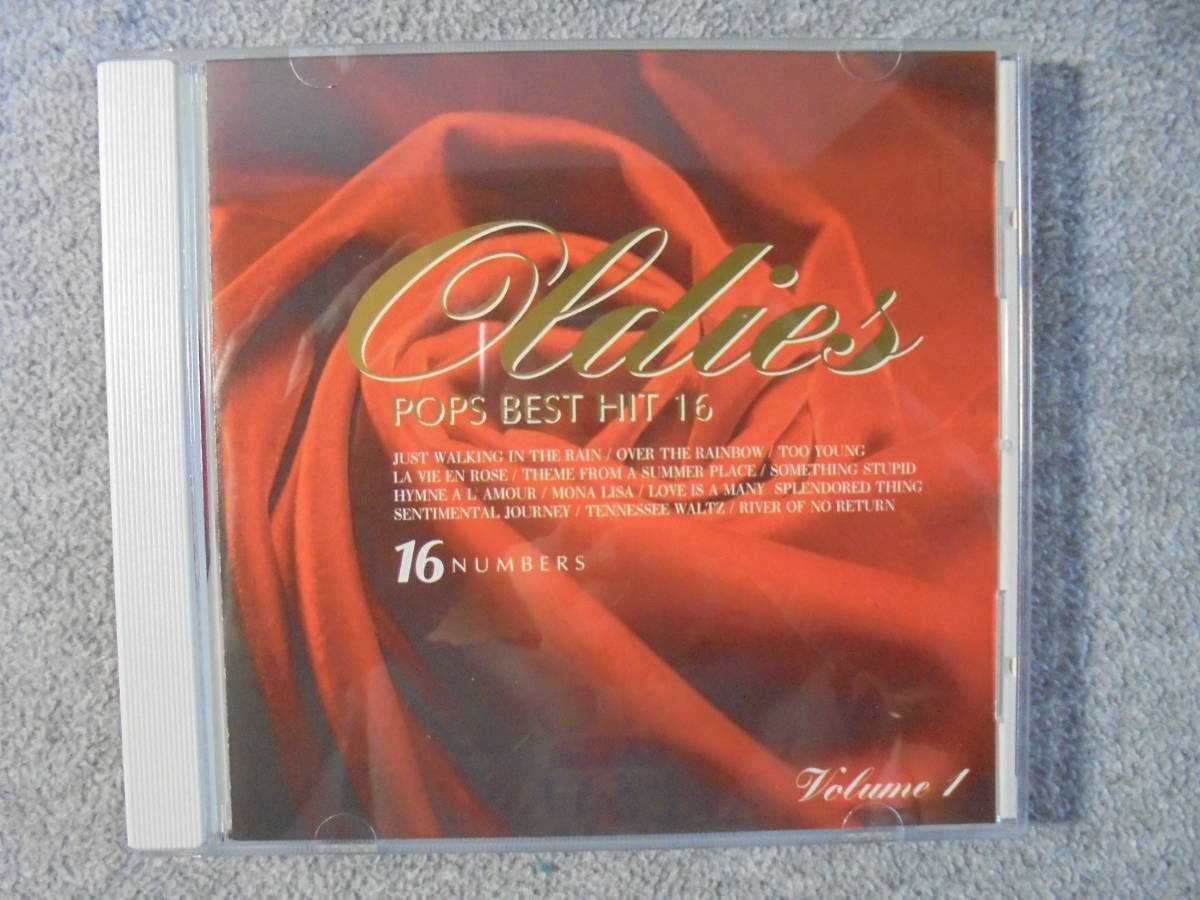 Oldies
POPS BEST HIT 16
JUST WALKING IN THE RAIN / OVER THE RAINBOW / TOO YOUNG
LA VIE EN ROSE / THEME FROM A SUMMER PLACE / SOMETHING STUPID
HYMNE A L' AMOUR / MONA LISA / LOVE IS A MANY SPLENDORED THING
SENTIMENTAL JOURNEY / TENNESSEE WALTZ / RIVER OF NO RETURN
16 NUMBERS
Volume 1